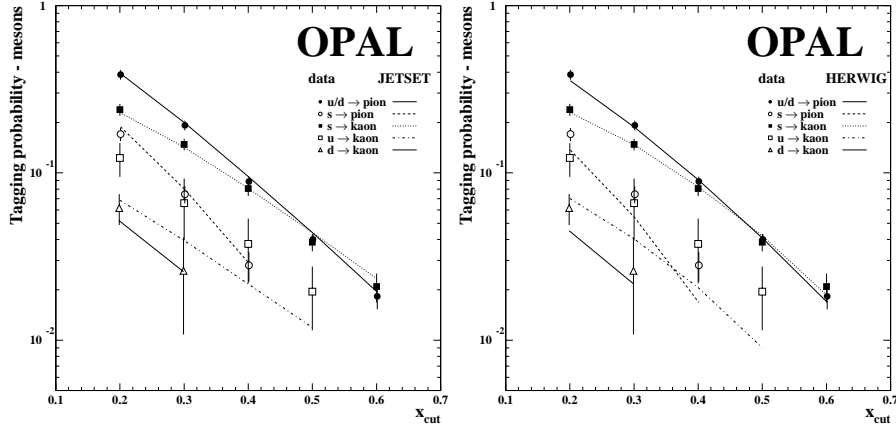 OPAL
data JETSET
u/d → pion
s → pion
s → kaon
u → kaon
d → kaon
Tagging probability - mesons
1
10⁻¹
10⁻²
0.1 0.2 0.3 0.4 0.5 0.6 0.7
x_cut
OPAL
data HERWIG
u/d → pion
s → pion
s → kaon
u → kaon
d → kaon
Tagging probability - mesons
1
10⁻¹
10⁻²
0.1 0.2 0.3 0.4 0.5 0.6 0.7
x_cut